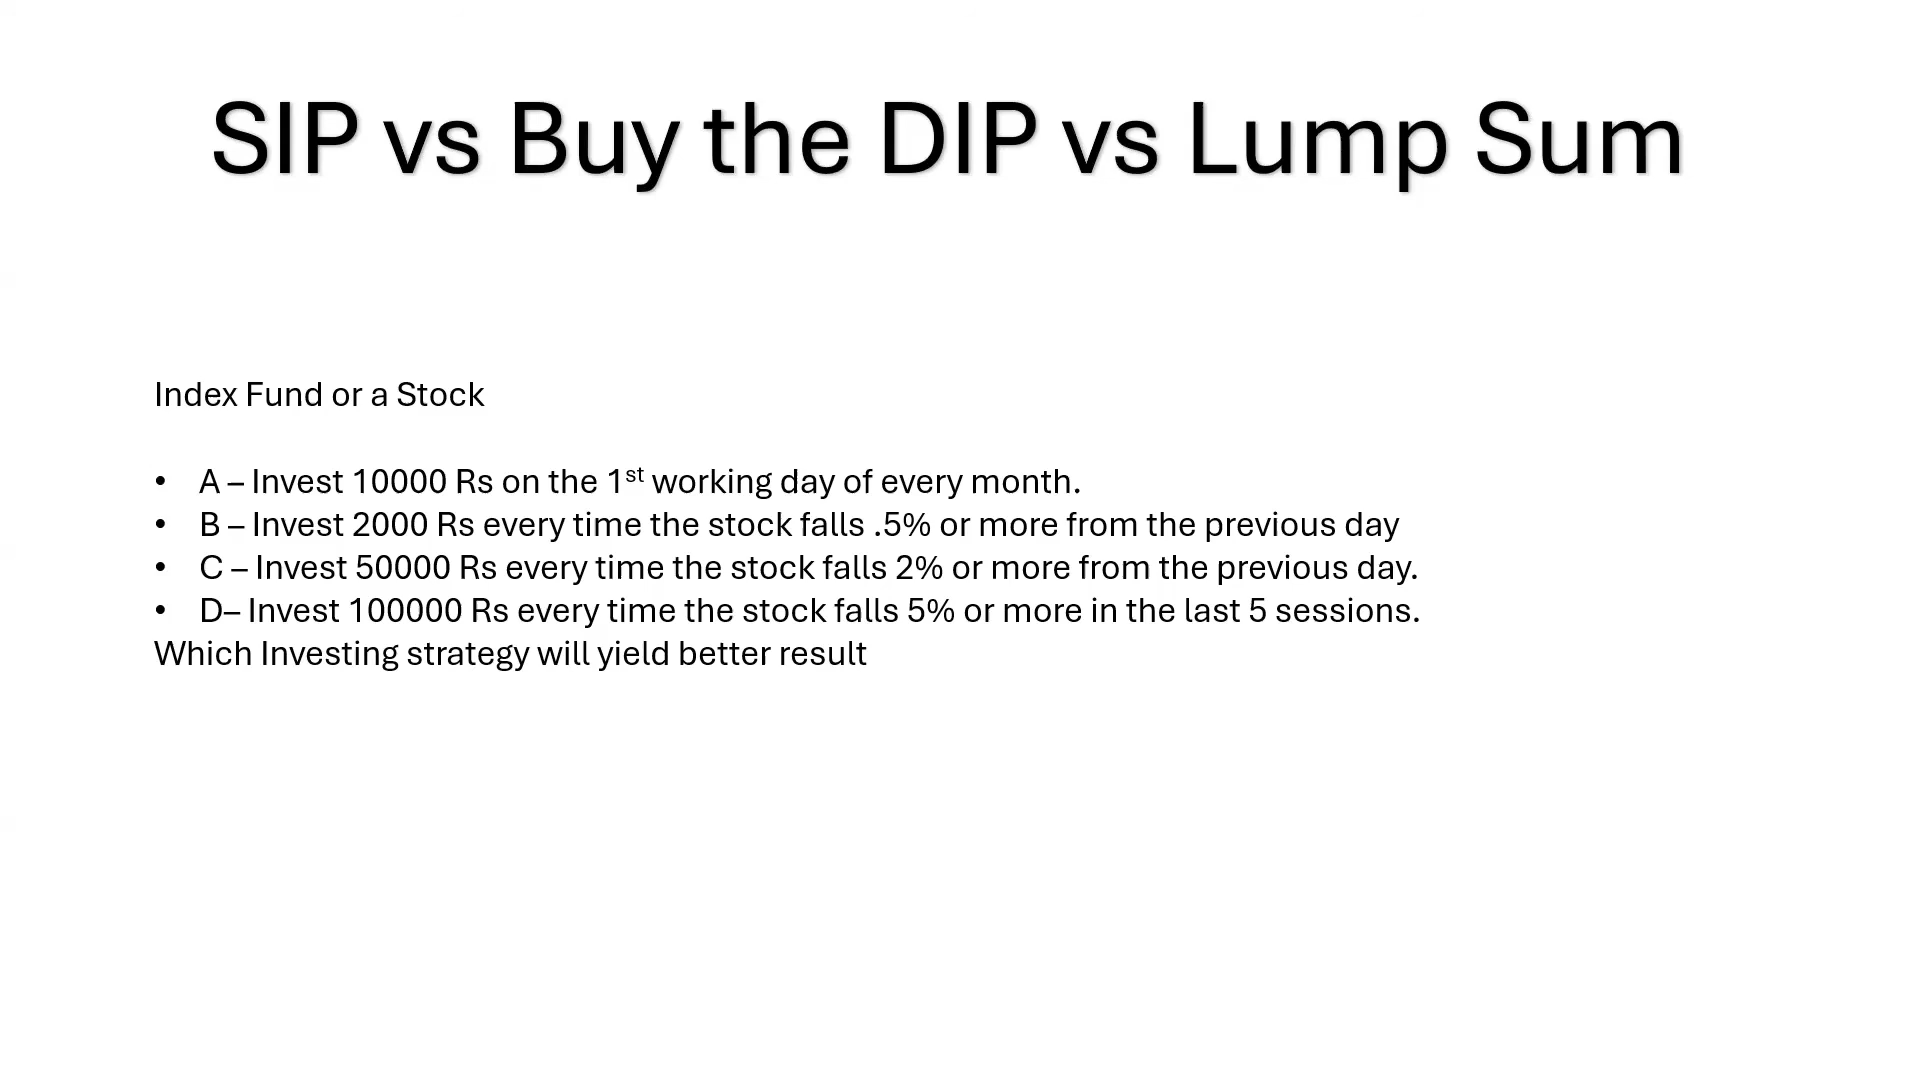 SIP vs Buy the DIP vs Lump Sum
Index Fund or a Stock
• A – Invest 10000 Rs on the 1st working day of every month.
• B – Invest 2000 Rs every time the stock falls .5% or more from the previous day
• C – Invest 50000 Rs every time the stock falls 2% or more from the previous day.
• D– Invest 100000 Rs every time the stock falls 5% or more in the last 5 sessions.
Which Investing strategy will yield better result